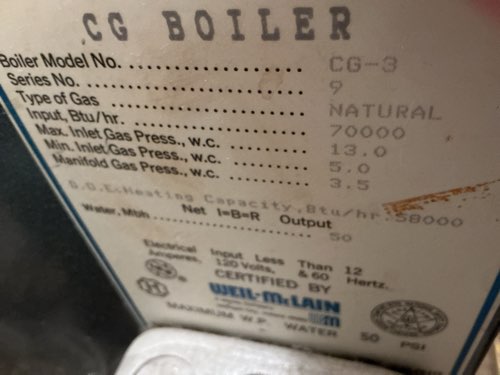 CG BOILER
Boiler Model No. .................... CG-3
Series No. .................... 9
Type of Gas .................... NATURAL
Input, Btu/hr. .................... 70000
Max. Inlet Gas Press., w.c. .................... 13.0
Min. Inlet Gas Press., w.c. .................... 5.0
Manifold Gas Press., w.c. .................... 3.5
D.O.E. Heating Capacity, Btu/hr 58000
Net I=B=R Output
Water, Mbh .................... 50
Electrical Input Less Than 12
Amperes, 120 Volts, & 60 Hertz.
CERTIFIED BY
WEIL-McLAIN
MAXIMUM W.P. WATER 50 PSI